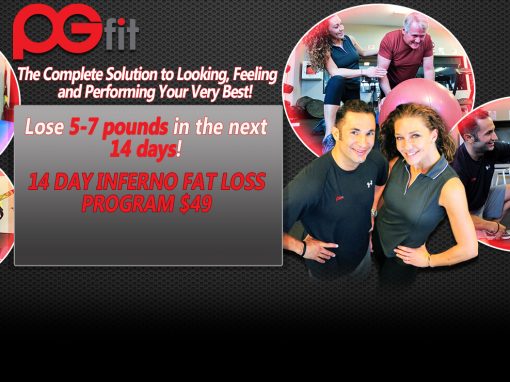 PGfit
The Complete Solution to Looking, Feeling
and Performing Your Very Best!
Lose 5-7 pounds in the next
14 days!
14 DAY INFERNO FAT LOSS
PROGRAM $49